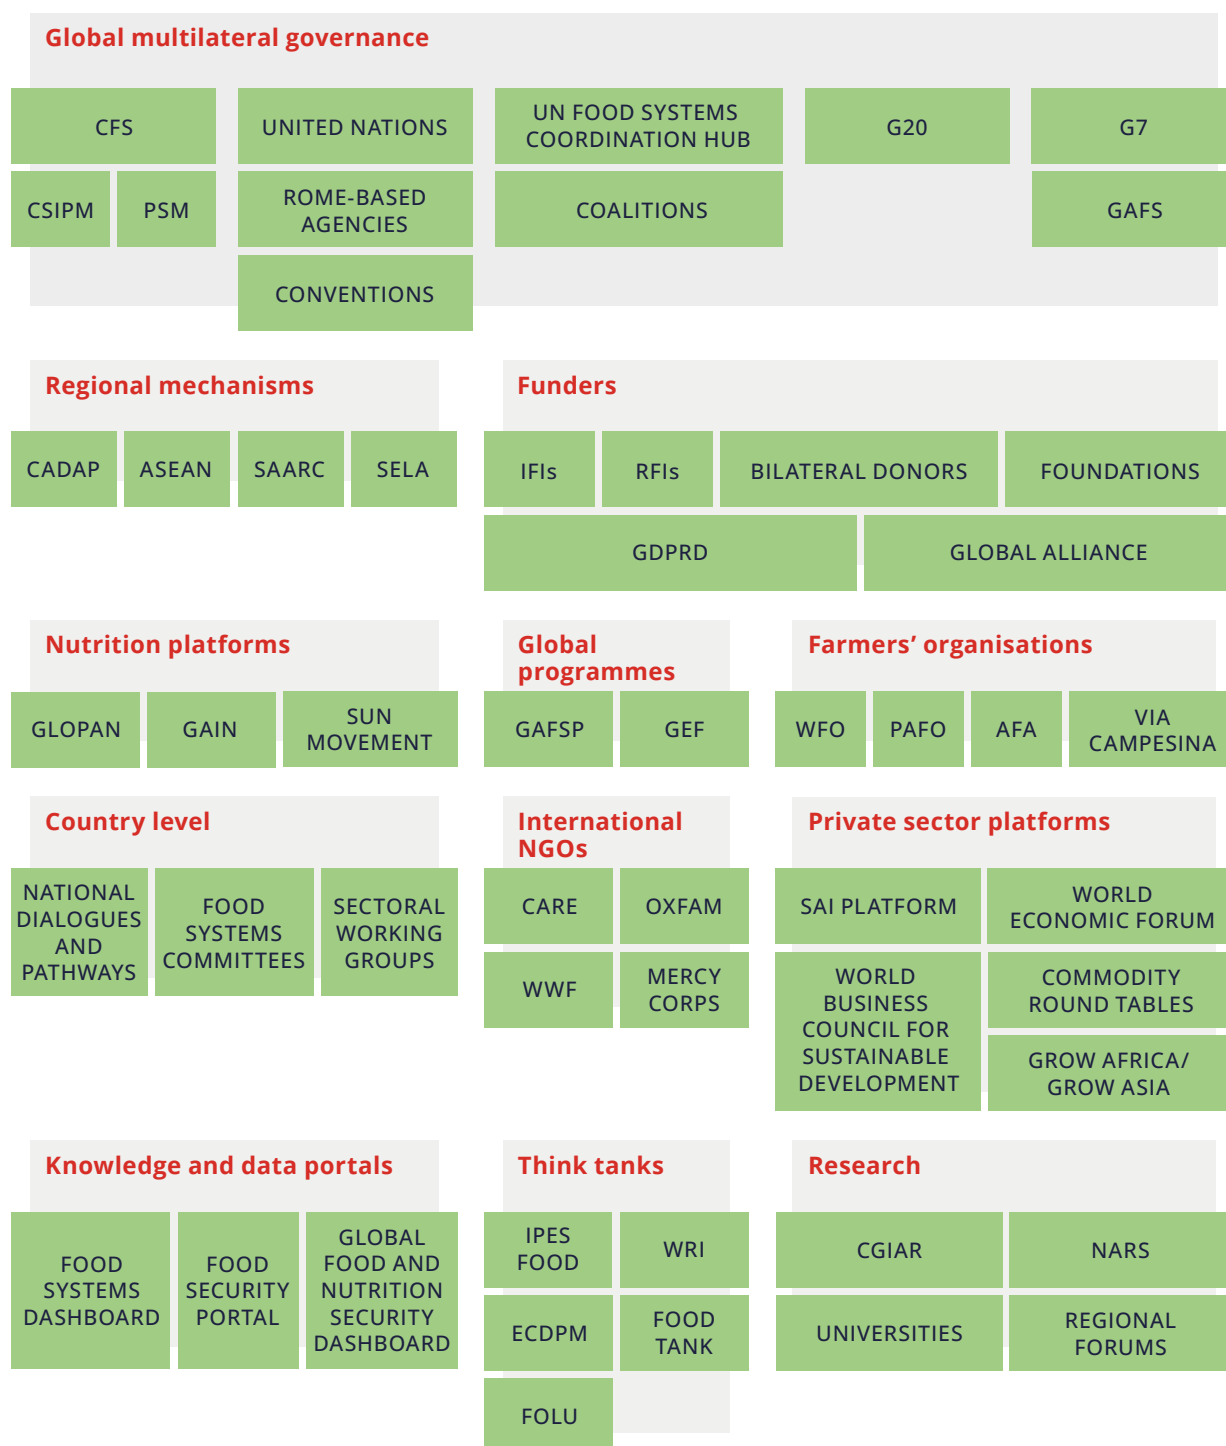 Global multilateral governance
CFS
UNITED NATIONS
UN FOOD SYSTEMS
COORDINATION HUB
G20
G7
CSIPM
PSM
ROME-BASED
AGENCIES
COALITIONS
GAFS
CONVENTIONS
Regional mechanisms
CADAP
ASEAN
SAARC
SELA
Funders
IFIs
RFIs
BILATERAL DONORS
FOUNDATIONS
GDPRD
GLOBAL ALLIANCE
Nutrition platforms
GLOPAN
GAIN
SUN
MOVEMENT
Global
programmes
GAFSP
GEF
Farmers’ organisations
WFO
PAFO
AFA
VIA
CAMPESINA
Country level
NATIONAL
DIALOGUES
AND
PATHWAYS
FOOD
SYSTEMS
COMMITTEES
SECTORAL
WORKING
GROUPS
International
NGOs
CARE
OXFAM
WWF
MERCY
CORPS
Private sector platforms
SAI PLATFORM
WORLD
ECONOMIC FORUM
WORLD
BUSINESS
COUNCIL FOR
SUSTAINABLE
DEVELOPMENT
COMMODITY
ROUND TABLES
GROW AFRICA/
GROW ASIA
Knowledge and data portals
FOOD
SYSTEMS
DASHBOARD
FOOD
SECURITY
PORTAL
GLOBAL
FOOD AND
NUTRITION
SECURITY
DASHBOARD
Think tanks
IPES
FOOD
WRI
ECDPM
FOOD
TANK
FOLU
Research
CGIAR
NARS
UNIVERSITIES
REGIONAL
FORUMS